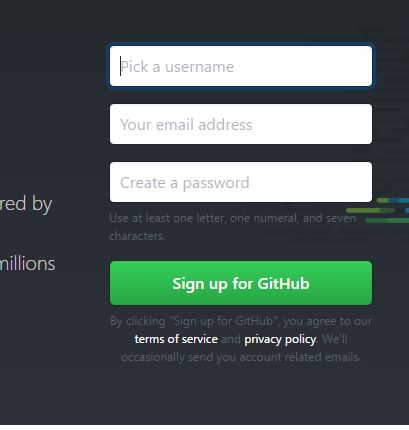 Pick a username
Your email address
Create a password
Use at least one letter, one numeral, and seven
characters.
Sign up for GitHub
By clicking "Sign up for GitHub", you agree to our
terms of service and privacy policy. We'll
occasionally send you account related emails.
red by
millions